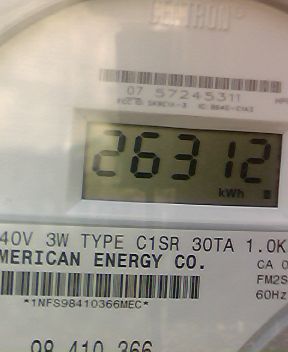 CENTRON
07 57245311
26312
kWh
40V 3W TYPE C1SR 30TA 1.0K
MERICAN ENERGY CO.
CA 0
FM2S
60Hz
*1NFS98410366MEC*
98 410 366